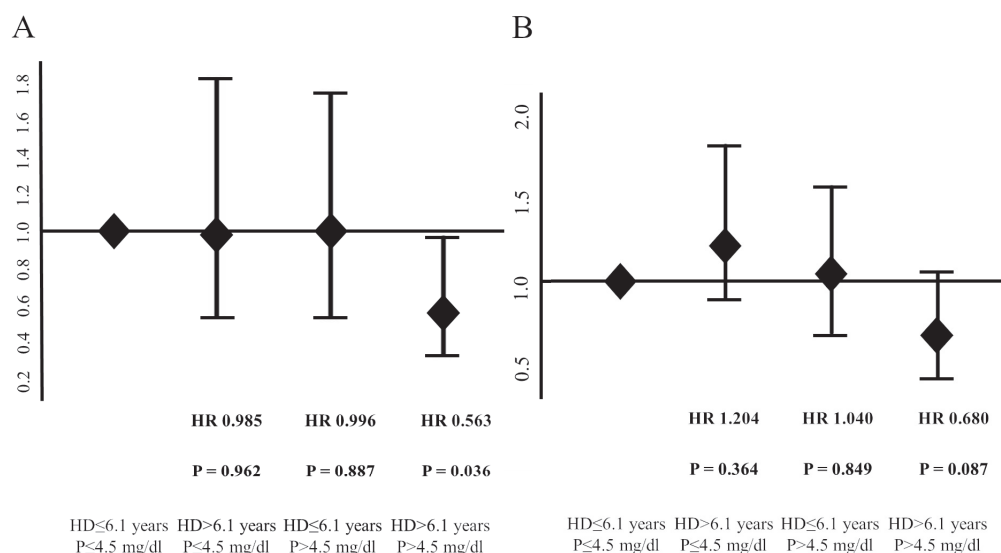 A
1.8
1.6
1.4
1.2
1.0
0.8
0.6
0.4
0.2
HR 0.985 HR 0.996 HR 0.563
P = 0.962 P = 0.887 P = 0.036
HD≤6.1 years HD>6.1 years HD≤6.1 years HD>6.1 years
P<4.5 mg/dl P<4.5 mg/dl P>4.5 mg/dl P>4.5 mg/dl
B
2.0
1.5
1.0
0.5
HR 1.204 HR 1.040 HR 0.680
P = 0.364 P = 0.849 P = 0.087
HD≤6.1 years HD>6.1 years HD≤6.1 years HD>6.1 years
P≤4.5 mg/dl P≤4.5 mg/dl P>4.5 mg/dl P>4.5 mg/dl